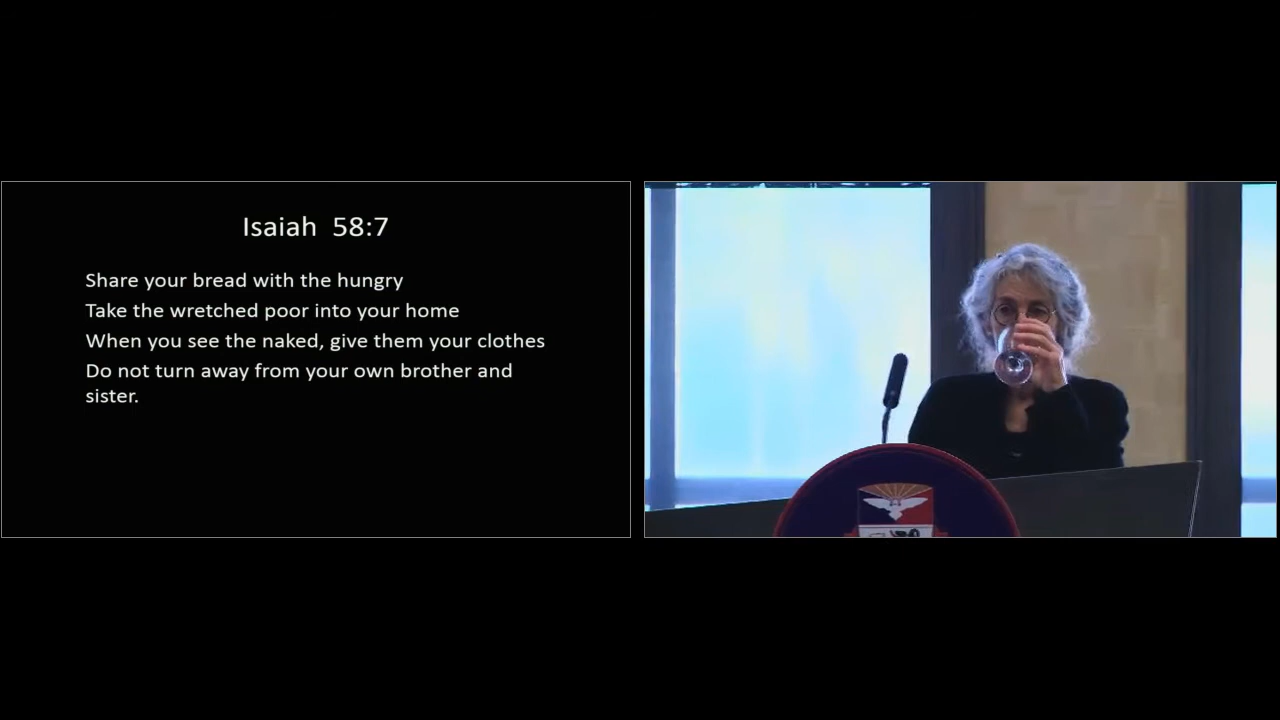 Isaiah 58:7
Share your bread with the hungry
Take the wretched poor into your home
When you see the naked, give them your clothes
Do not turn away from your own brother and
sister.